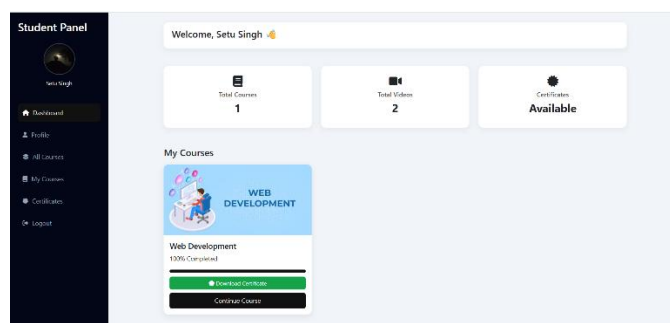 Student Panel
Setu Singh
Dashboard
Profile
All Courses
My Courses
Certificates
Logout
Welcome, Setu Singh 👋
Total Courses
1
Total Videos
2
Certificates
Available
My Courses
WEB
DEVELOPMENT
Web Development
100% Completed
Download Certificate
Continue Course